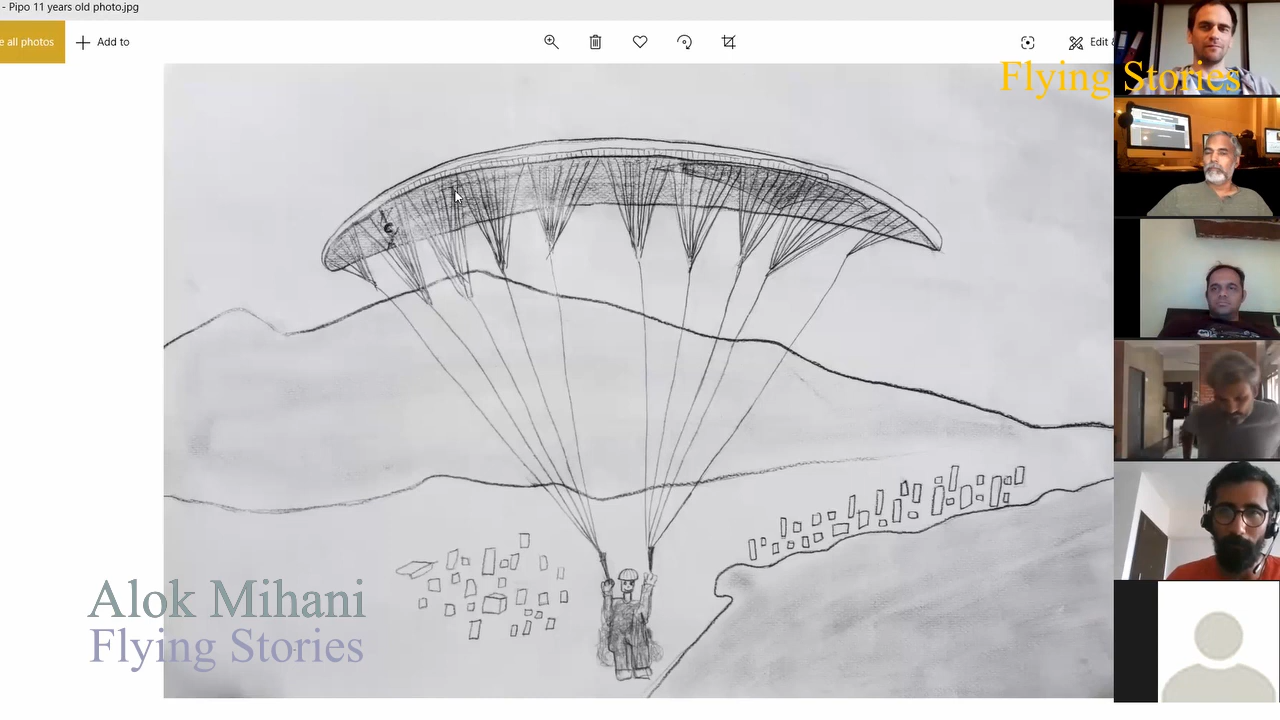 - Pipo 11 years old photo.jpg
e all photos
Add to
Edit &
Flying Stories
Alok Mihani
Flying Stories